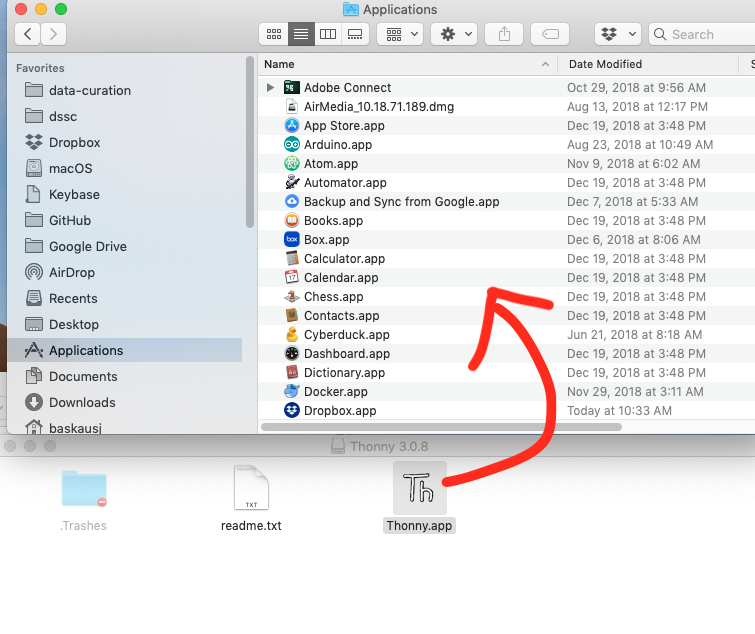 Applications
Search
Favorites
data-curation
dssc
Dropbox
macOS
Keybase
GitHub
Google Drive
AirDrop
Recents
Desktop
Applications
Documents
Downloads
baskausj
Name Date Modified S
Adobe Connect Oct 29, 2018 at 9:56 AM
AirMedia_10.18.71.189.dmg Aug 13, 2018 at 12:17 PM
App Store.app Dec 19, 2018 at 3:48 PM
Arduino.app Aug 23, 2018 at 10:49 AM
Atom.app Nov 9, 2018 at 6:02 AM
Automator.app Dec 19, 2018 at 3:48 PM
Backup and Sync from Google.app Dec 7, 2018 at 5:33 AM
Books.app Dec 19, 2018 at 3:48 PM
box Box.app Dec 6, 2018 at 8:06 AM
Calculator.app Dec 19, 2018 at 3:48 PM
17 Calendar.app Dec 19, 2018 at 3:48 PM
Chess.app Dec 19, 2018 at 3:48 PM
Contacts.app Dec 19, 2018 at 3:48 PM
Cyberduck.app Jun 21, 2018 at 8:18 AM
Dashboard.app Dec 19, 2018 at 3:48 PM
Dictionary.app Dec 19, 2018 at 3:48 PM
Docker.app Nov 29, 2018 at 3:11 AM
Dropbox.app Today at 10:33 AM
Thonny 3.0.8
TXT
Th
.Trashes
readme.txt
Thonny.app